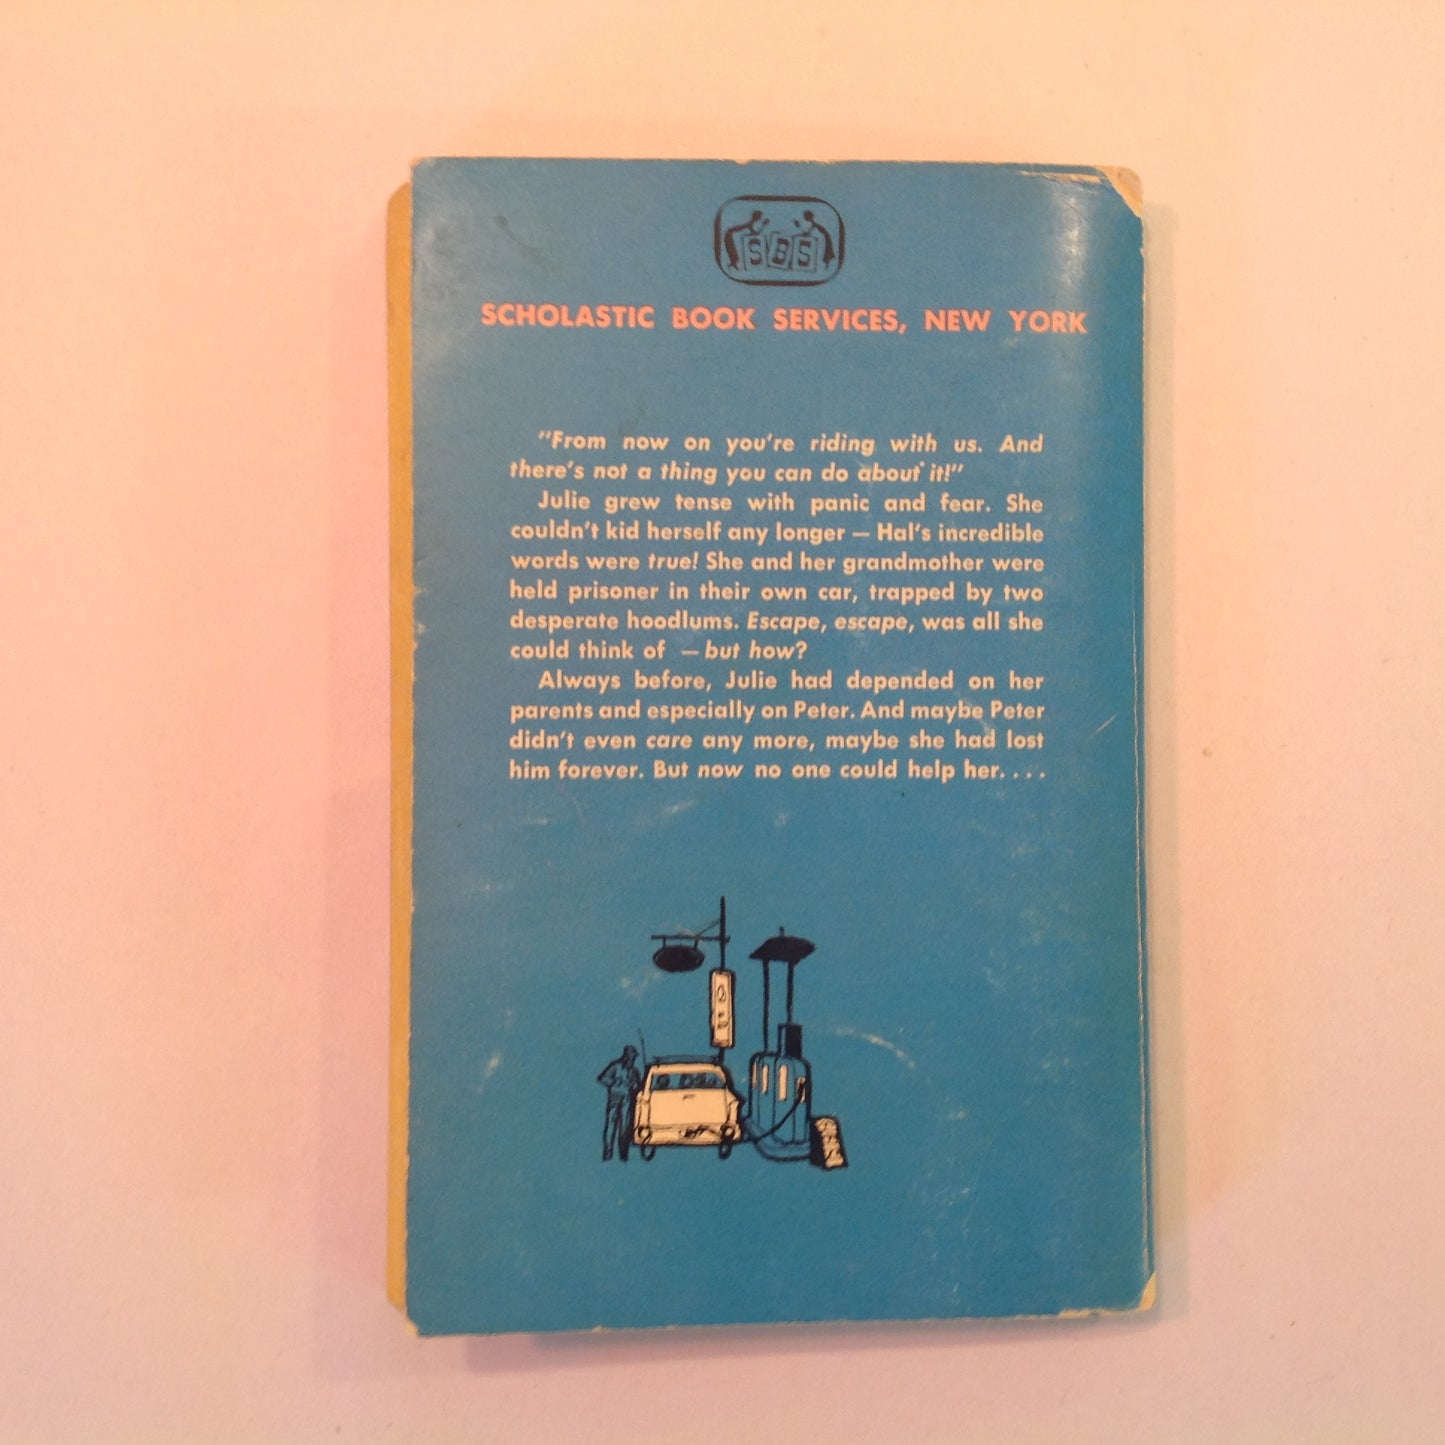 SBS
SCHOLASTIC BOOK SERVICES, NEW YORK
"From now on you're riding with us. And
there's not a thing you can do about it!"
Julie grew tense with panic and fear. She
couldn't kid herself any longer — Hal's incredible
words were true! She and her grandmother were
held prisoner in their own car, trapped by two
desperate hoodlums. Escape, escape, was all she
could think of — but how?
Always before, Julie had depended on her
parents and especially on Peter. And maybe Peter
didn't even care any more, maybe she had lost
him forever. But now no one could help her. . . .